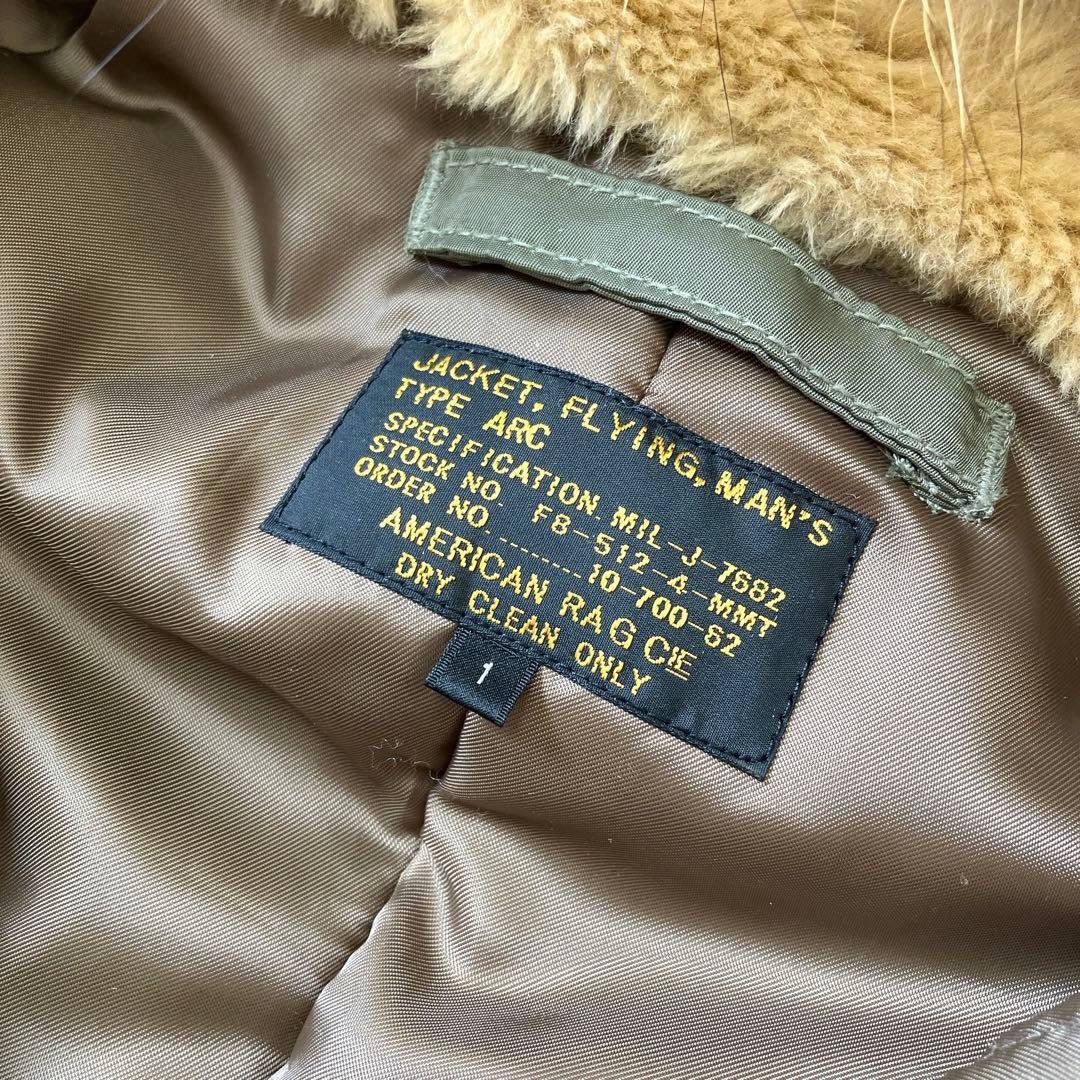 JACKET, FLYING, MAN'S
TYPE ARC
SPECIFICATION MIL-J-7682
STOCK NO F8-512-4-MMT
ORDER NO ........10-700-62
AMERICAN RAG CIE
DRY CLEAN ONLY
1